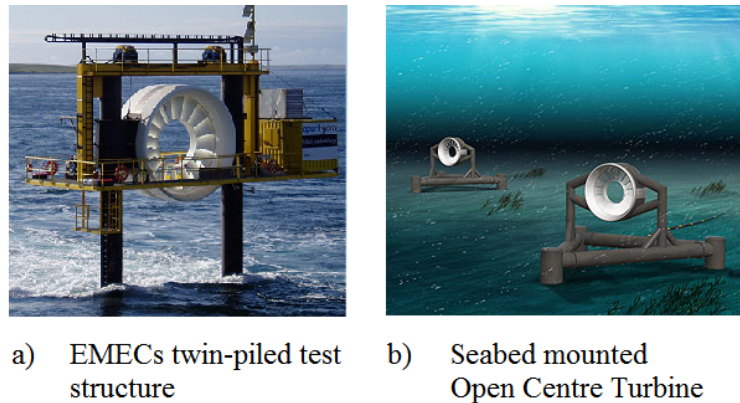 a) EMECs twin-piled test
structure
b) Seabed mounted
Open Centre Turbine